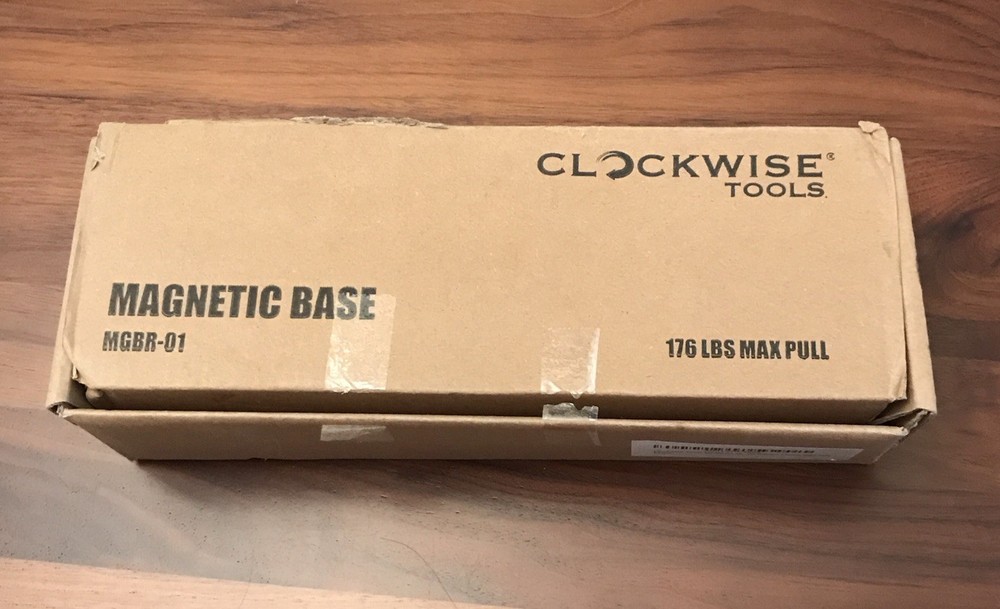 CLOCKWISE®
TOOLS
MAGNETIC BASE
MGBR-01
176 LBS MAX PULL